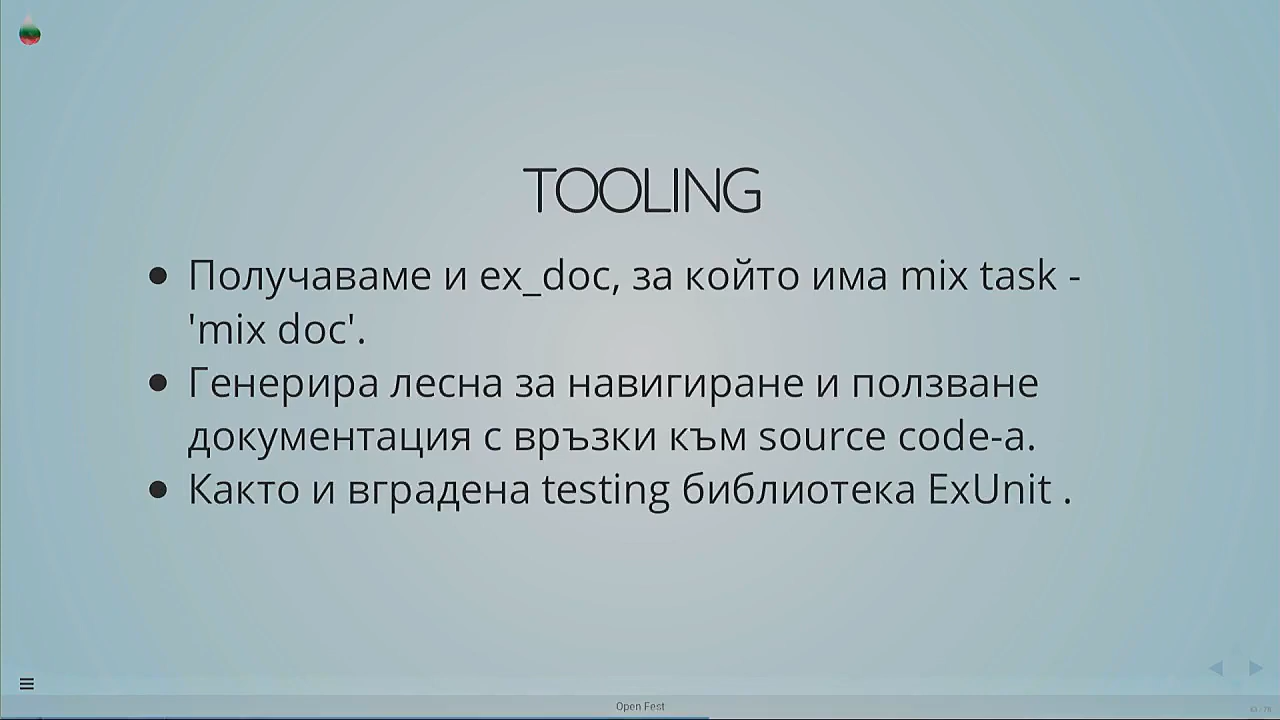 TOOLING
• Получаваме и ex_doc, за който има mix task -
'mix doc'.
• Генерира лесна за навигиране и ползване
документация с връзки към source code-а.
• Както и вградена testing библиотека ExUnit .
Open Fest